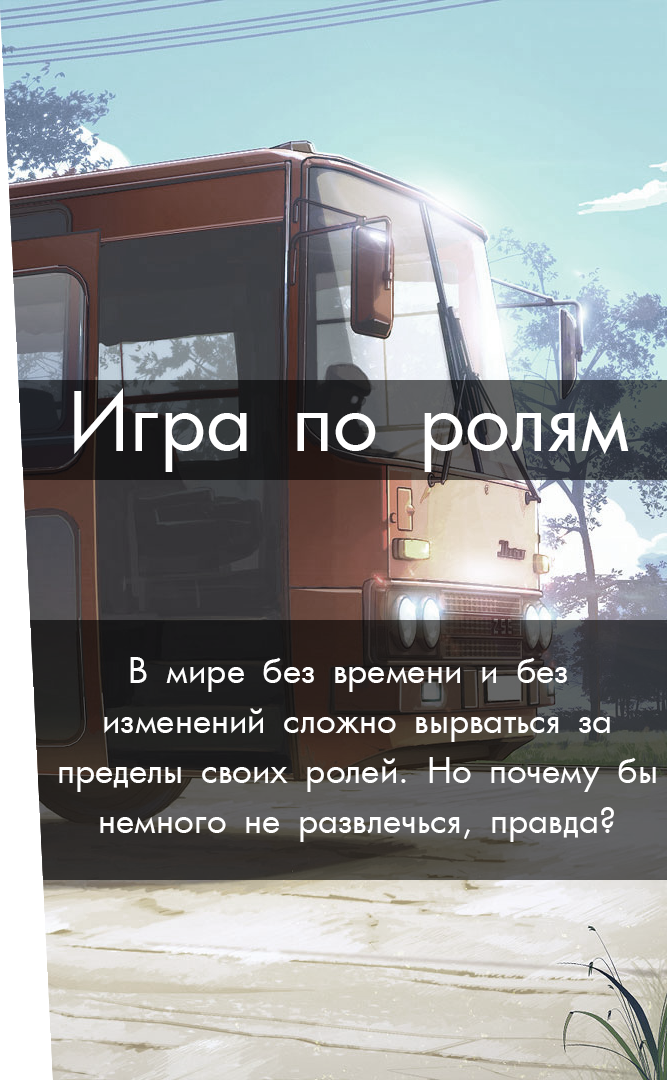 Игра по ролям
В мире без времени и без
изменений сложно вырваться за
пределы своих ролей. Но почему бы
немного не развлечься, правда?